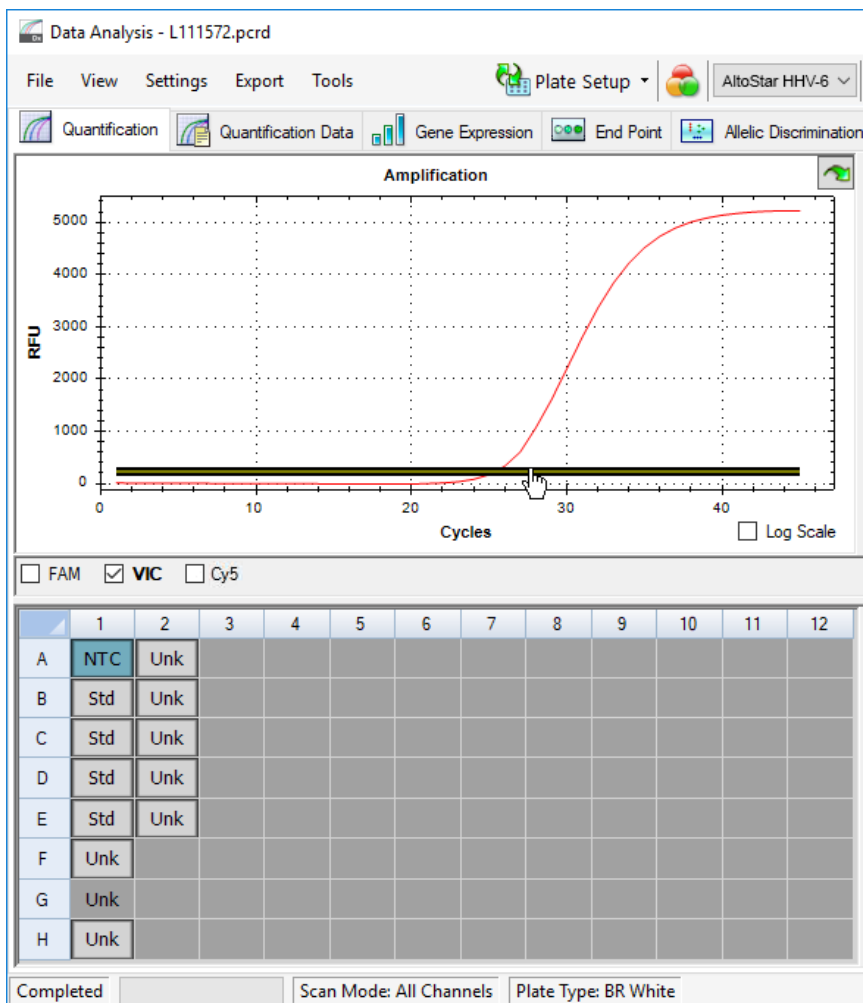 Data Analysis - L111572.pcrd
File View Settings Export Tools Plate Setup AltoStar HHV-6
Quantification Quantification Data Gene Expression End Point Allelic Discrimination
Amplification
5000
4000
3000
RFU
2000
1000
0
0 10 20 30 40
Cycles
Log Scale
FAM VIC Cy5
1 2 3 4 5 6 7 8 9 10 11 12
A NTC Unk
B Std Unk
C Std Unk
D Std Unk
E Std Unk
F Unk
G Unk
H Unk
Completed Scan Mode: All Channels Plate Type: BR White